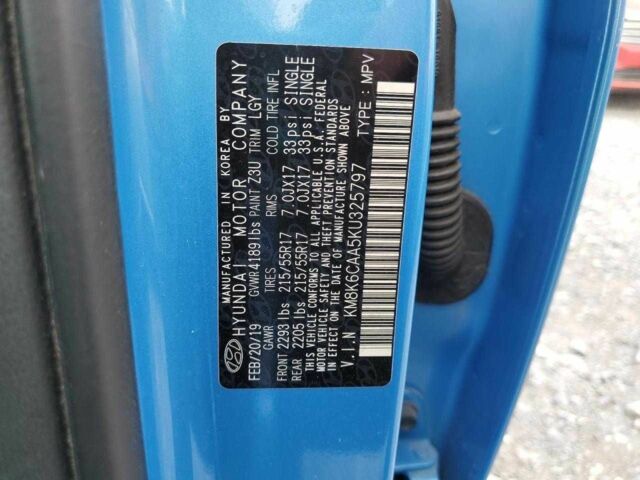 MANUFACTURED IN KOREA BY
HYUNDAI MOTOR COMPANY
FEB/20/19 GVWR 4189lbs PAINT Z3U TRIM LGY
GAWR TIRES RIMS COLD TIRE INFL
FRONT 2293 lbs 215/55R17 7.0JX17 33psi SINGLE
REAR 2205 lbs 215/55R17 7.0JX17 33psi SINGLE
THIS VEHICLE CONFORMS TO ALL APPLICABLE U.S.A. FEDERAL
MOTOR VEHICLE SAFETY AND THEFT PREVENTION STANDARDS
IN EFFECT ON THE DATE OF MANUFACTURE SHOWN ABOVE
V.I.N : KM8K6CAA5KU325797 TYPE : MPV